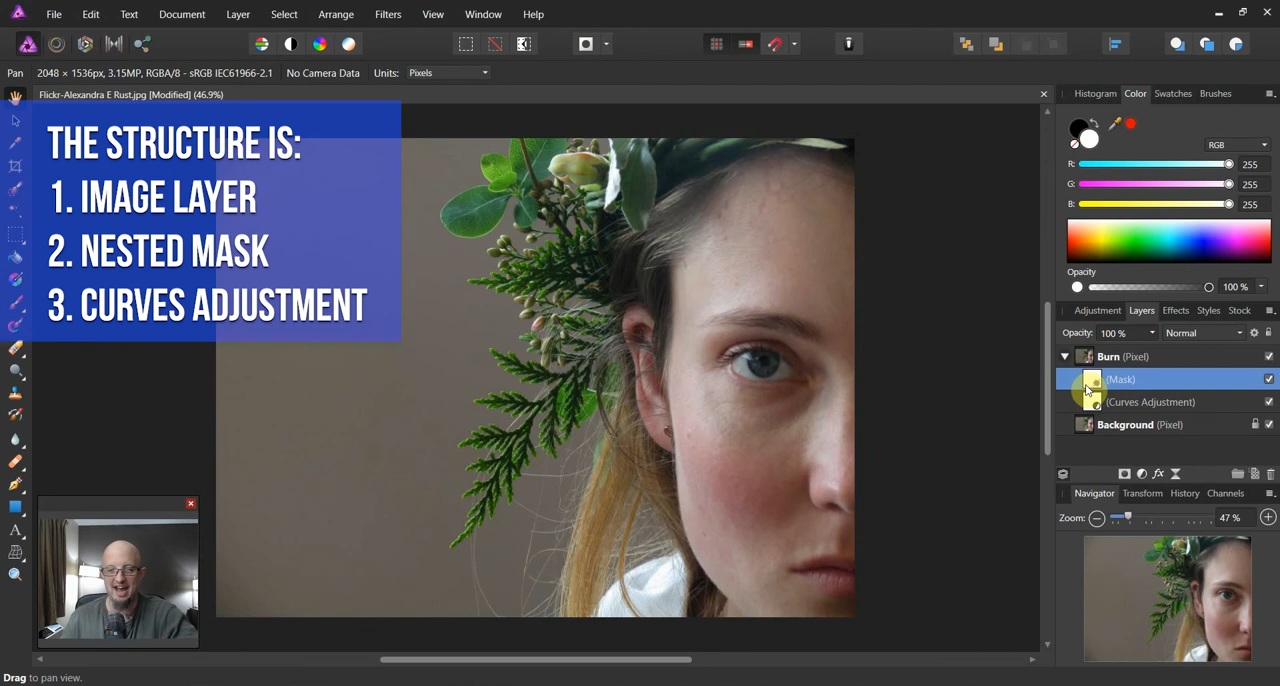 File Edit Text Document Layer Select Arrange Filters View Window Help
Pan 2048 × 1536px, 3.15MP, RGBA/8 - sRGB IEC61966-2.1 No Camera Data Units: Pixels
Flickr-Alexandra E Rust.jpg [Modified] (46.9%)
THE STRUCTURE IS:
1. IMAGE LAYER
2. NESTED MASK
3. CURVES ADJUSTMENT
Histogram Color Swatches Brushes
RGB
R: 255
G: 255
B: 255
Opacity
100 %
Adjustment Layers Effects Styles Stock
Opacity: 100 % Normal
Burn (Pixel)
(Mask)
(Curves Adjustment)
Background (Pixel)
fx
Navigator Transform History Channels
Zoom: 47 %
A
Drag to pan view.